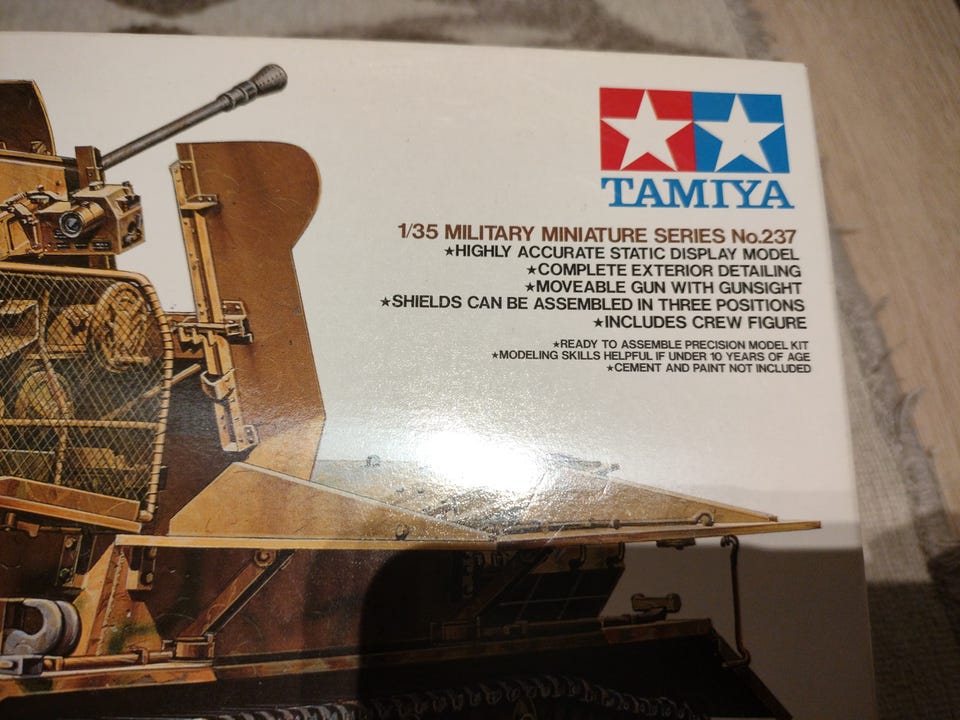 TAMIYA
1/35 MILITARY MINIATURE SERIES No.237
★HIGHLY ACCURATE STATIC DISPLAY MODEL
★COMPLETE EXTERIOR DETAILING
★MOVEABLE GUN WITH GUNSIGHT
★SHIELDS CAN BE ASSEMBLED IN THREE POSITIONS
★INCLUDES CREW FIGURE
★READY TO ASSEMBLE PRECISION MODEL KIT
★MODELING SKILLS HELPFUL IF UNDER 10 YEARS OF AGE
★CEMENT AND PAINT NOT INCLUDED